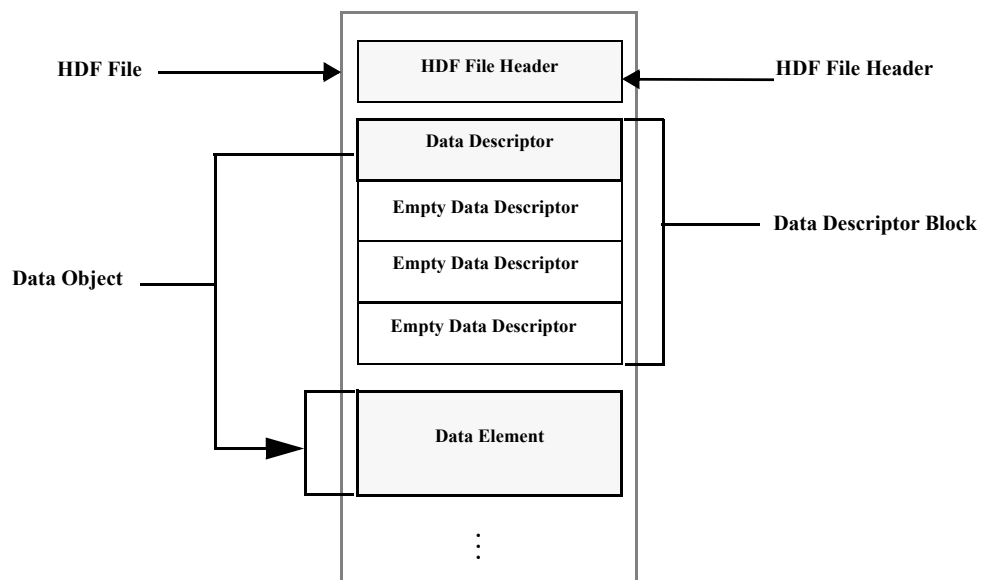 HDF File
HDF File Header
HDF File Header
Data Descriptor
Empty Data Descriptor
Data Descriptor Block
Empty Data Descriptor
Data Object
Empty Data Descriptor
Data Element